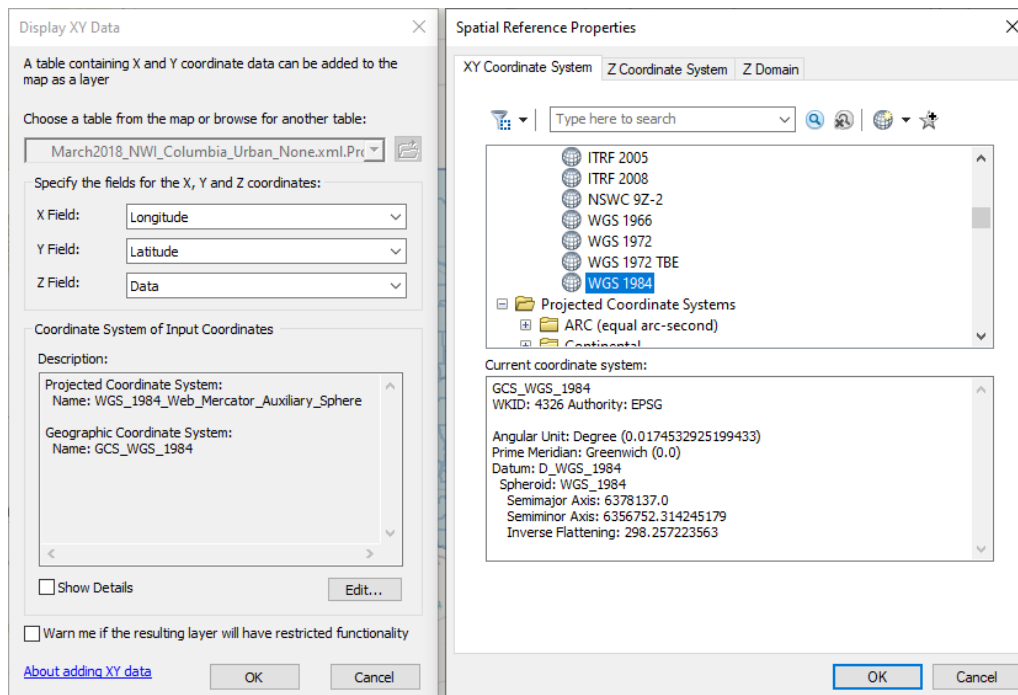 Display XY Data
A table containing X and Y coordinate data can be added to the
map as a layer
Choose a table from the map or browse for another table:
March2018_NWI_Columbia_Urban_None.xml.Prc
Specify the fields for the X, Y and Z coordinates:
X Field:
Longitude
Y Field:
Latitude
Z Field:
Data
Coordinate System of Input Coordinates
Description:
Projected Coordinate System:
Name: WGS_1984_Web_Mercator_Auxiliary_Sphere
Geographic Coordinate System:
Name: GCS_WGS_1984
Show Details
Edit...
Warn me if the resulting layer will have restricted functionality
About adding XY data
OK
Cancel
Spatial Reference Properties
XY Coordinate System
Z Coordinate System
Z Domain
Type here to search
ITRF 2005
ITRF 2008
NSWC 9Z-2
WGS 1966
WGS 1972
WGS 1972 TBE
WGS 1984
Projected Coordinate Systems
ARC (equal arc-second)
Continental
Current coordinate system:
GCS_WGS_1984
WKID: 4326 Authority: EPSG
Angular Unit: Degree (0.0174532925199433)
Prime Meridian: Greenwich (0.0)
Datum: D_WGS_1984
Spheroid: WGS_1984
Semimajor Axis: 6378137.0
Semiminor Axis: 6356752.314245179
Inverse Flattening: 298.257223563
OK
Cancel